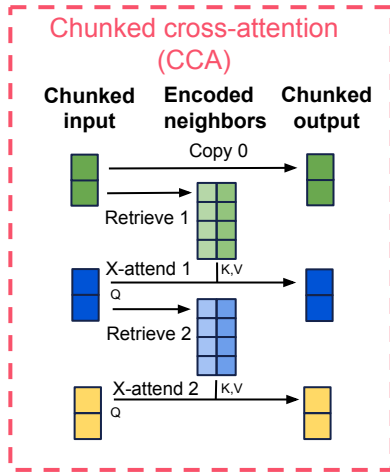 Chunked cross-attention
(CCA)
Chunked input
Encoded neighbors
Chunked output
Copy 0
Retrieve 1
X-attend 1
K,V
Q
Retrieve 2
X-attend 2
K,V
Q